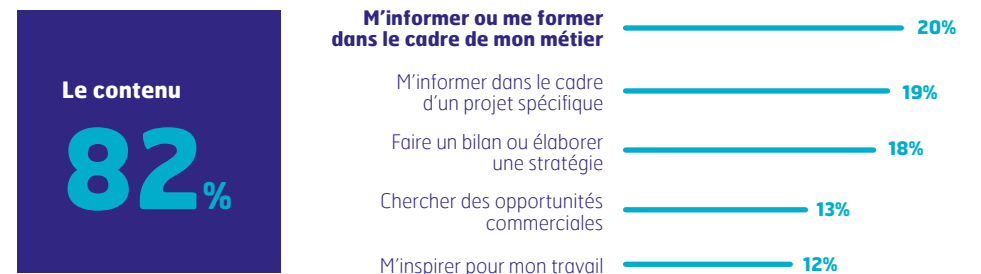 Le contenu
82%
M'informer ou me former
dans le cadre de mon métier
20%
M'informer dans le cadre
d'un projet spécifique
19%
Faire un bilan ou élaborer
une stratégie
18%
Chercher des opportunités
commerciales
13%
M'inspirer pour mon travail
12%